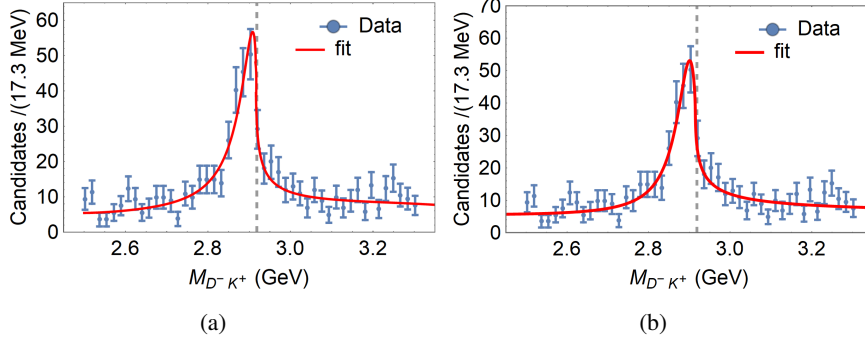 Candidates /(17.3 MeV)
60
50
40
30
20
10
0
2.6
2.8
3.0
3.2
M_{D⁻ K⁺} (GeV)
Data
fit
(a)
Candidates /(17.3 MeV)
70
60
50
40
30
20
10
0
2.6
2.8
3.0
3.2
M_{D⁻ K⁺} (GeV)
Data
fit
(b)